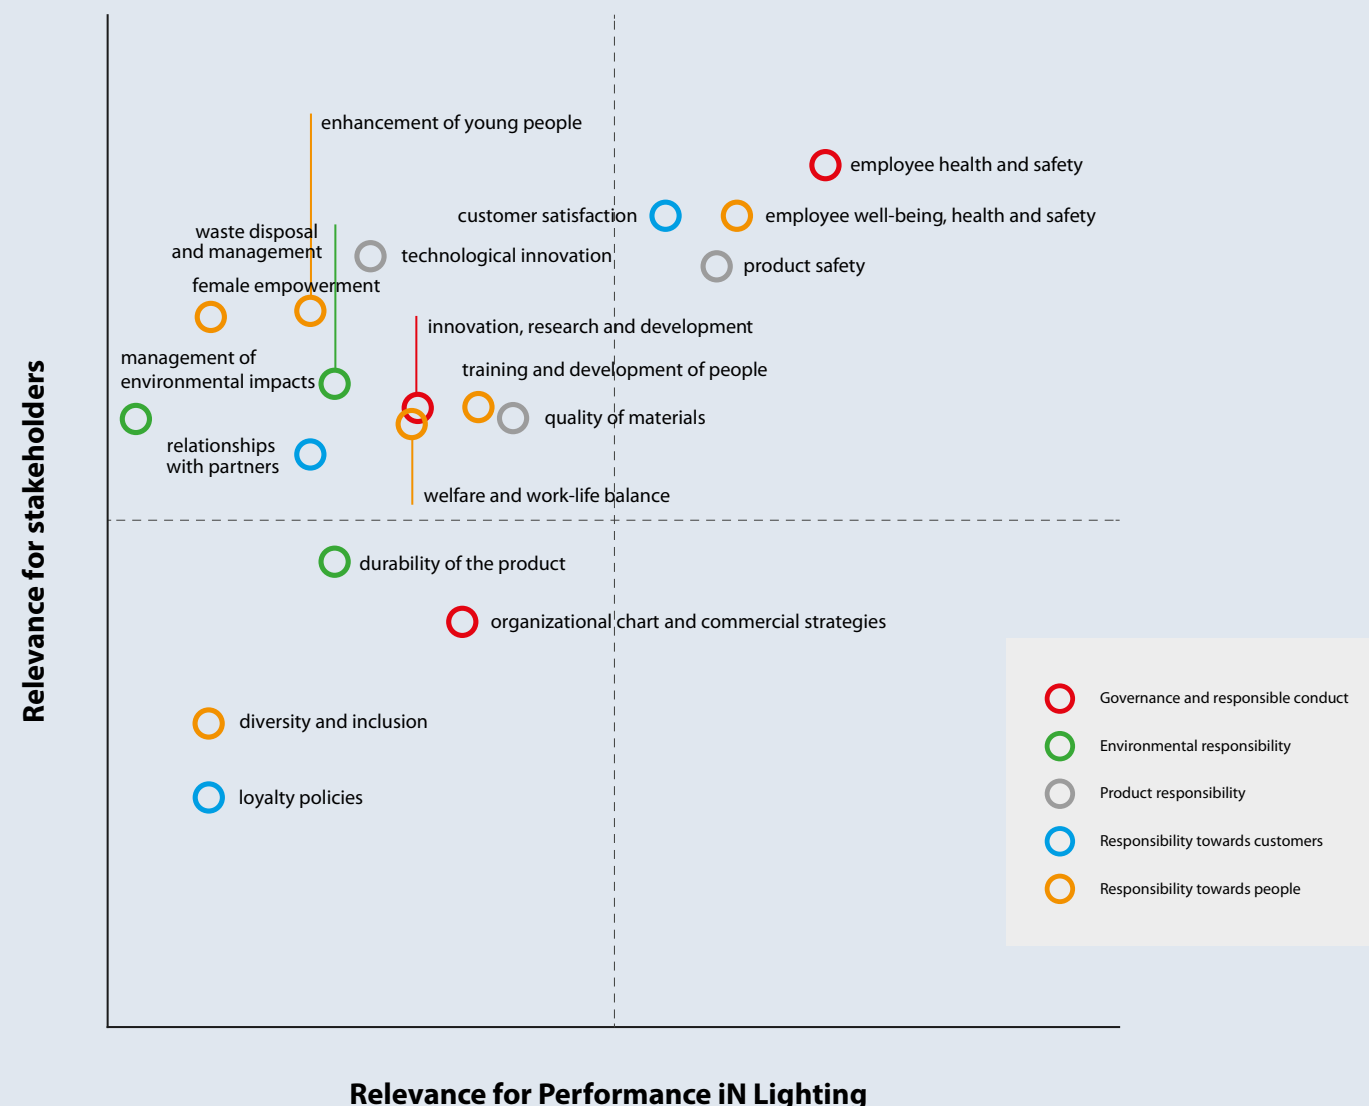 enhancement of young people
employee health and safety
customer satisfaction
employee well-being, health and safety
waste disposal
and management
technological innovation
product safety
female empowerment
innovation, research and development
management of
environmental impacts
training and development of people
quality of materials
relationships
with partners
welfare and work-life balance
durability of the product
organizational chart and commercial strategies
diversity and inclusion
loyalty policies
Relevance for stakeholders
Relevance for Performance iN Lighting
Governance and responsible conduct
Environmental responsibility
Product responsibility
Responsibility towards customers
Responsibility towards people